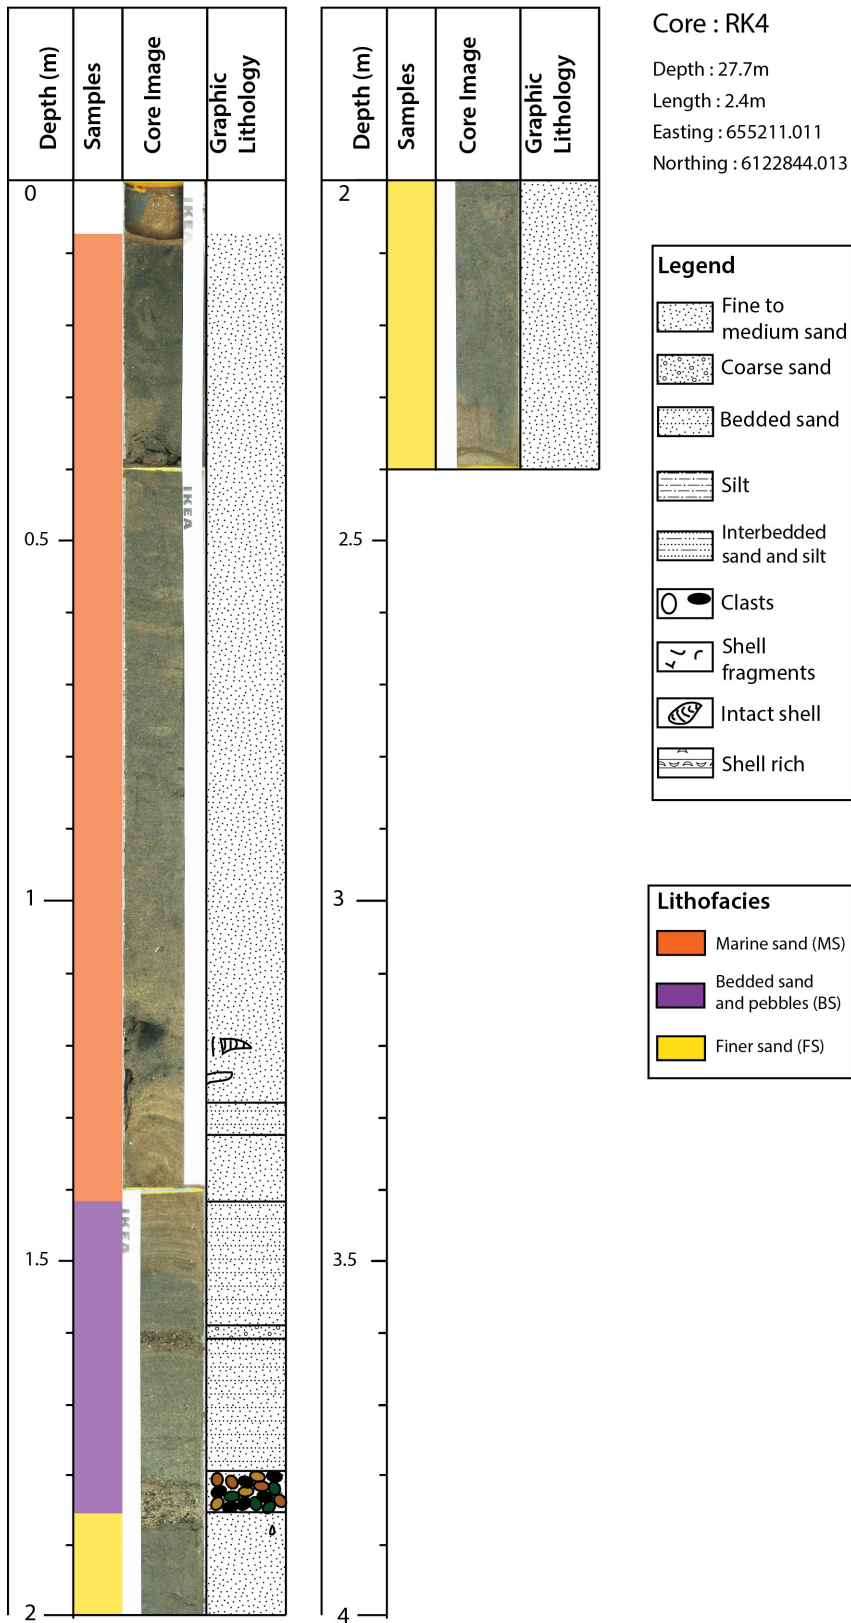 Depth (m)
Samples
Core Image
Graphic
Lithology
0
0.5
1
1.5
2
IKEA
IKEA
IKEA
Depth (m)
Samples
Core Image
Graphic
Lithology
2
2.5
3
3.5
4
Core : RK4
Depth : 27.7m
Length : 2.4m
Easting : 655211.011
Northing : 6122844.013
Legend
Fine to
medium sand
Coarse sand
Bedded sand
Silt
Interbedded
sand and silt
Clasts
Shell
fragments
Intact shell
Shell rich
Lithofacies
Marine sand (MS)
Bedded sand
and pebbles (BS)
Finer sand (FS)